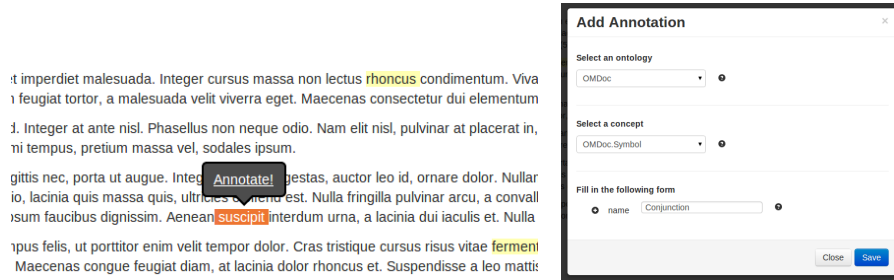 t imperdiet malesuada. Integer cursus massa non lectus rhoncus condimentum. Viva
feugiat tortor, a malesuada velit viverra eget. Maecenas consectetur dui elementum
d. Integer at ante nisl. Phasellus non neque odio. Nam elit nisl, pulvinar at placerat in,
mi tempus, pretium massa vel, sodales ipsum.
gittis nec, porta ut augue. Integ gestas, auctor leo id, ornare dolor. Nullan
Annotate!
io, lacinia quis massa quis, ultricies est. Nulla fringilla pulvinar arcu, a convall
osum faucibus dignissim. Aenean suscipit interdum urna, a lacinia dui iaculis et. Nulla
npus felis, ut porttitor enim velit tempor dolor. Cras tristique cursus risus vitae ferment
Maecenas congue feugiat diam, at lacinia dolor rhoncus et. Suspendisse a leo mattis
Add Annotation ×
Select an ontology
OMDoc
Select a concept
OMDoc.Symbol
Fill in the following form
name Conjunction
Close Save